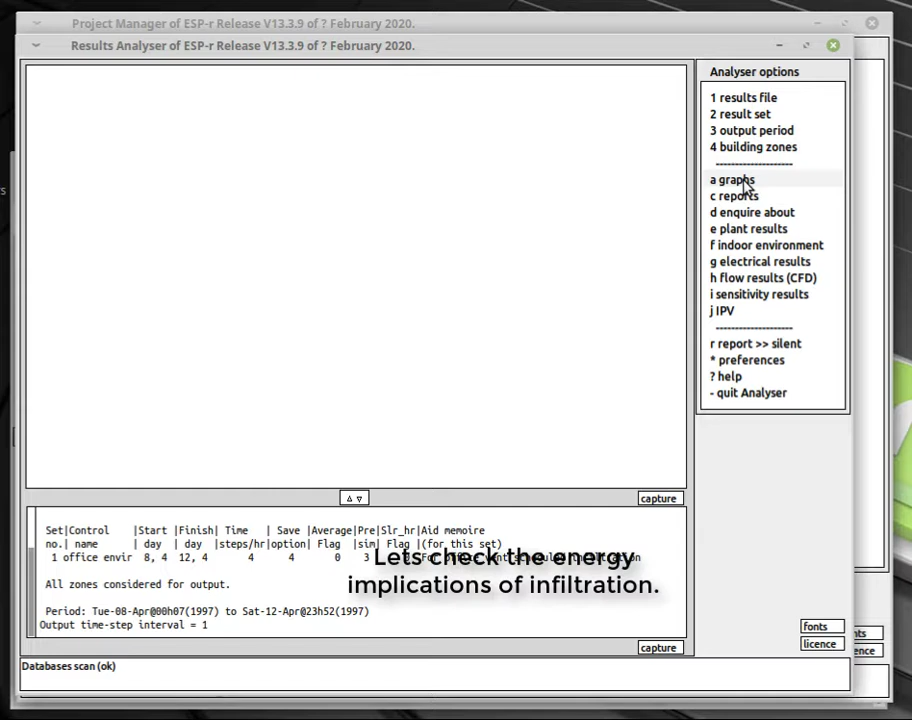 Project Manager of ESP-r Release V13.3.9 of ? February 2020.
Results Analyser of ESP-r Release V13.3.9 of ? February 2020.
Analyser options
1 results file
2 result set
3 output period
4 building zones
--------------------
a graphs
c reports
d enquire about
e plant results
f indoor environment
g electrical results
h flow results (CFD)
i sensitivity results
j IPV
--------------------
r report >> silent
* preferences
? help
- quit Analyser
capture
Set|Control |Start |Finish| Time | Save |Average|Pre|Slr_hr|Aid memoire
no.| name | day | day |steps/hr|option| Flag |sim| Flag |(for this set)
1 office envir 8, 4 12, 4 4 4 0 3
All zones considered for output.
Period: Tue-08-Apr@00h07(1997) to Sat-12-Apr@23h52(1997)
Output time-step interval = 1
Lets check the energy
implications of infiltration.
fonts
licence
capture
Databases scan (ok)